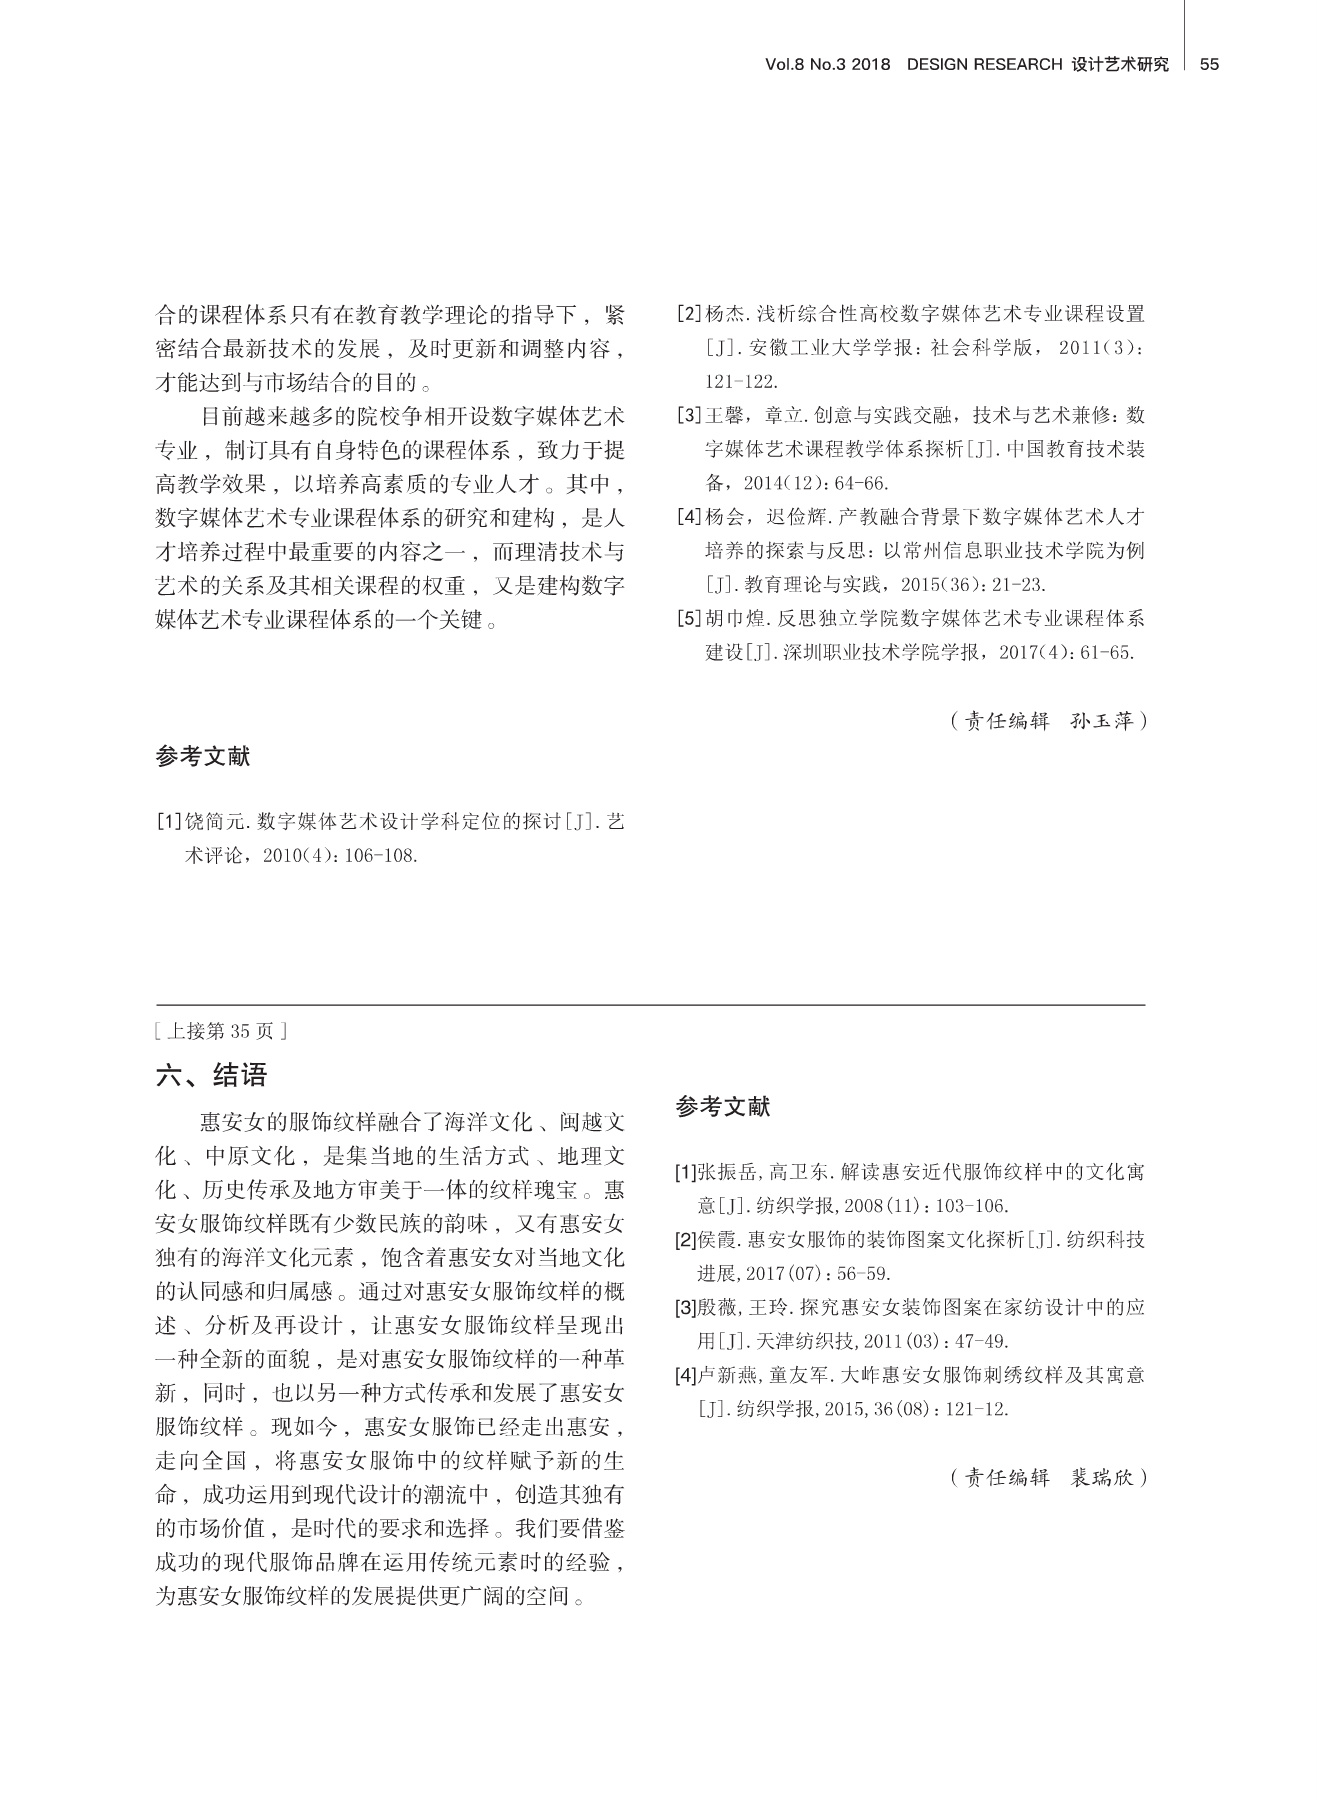 Vol.8 No.3 2018 DESIGN RESEARCH 设计艺术研究 55
合的课程体系只有在教育教学理论的指导下，紧
密结合最新技术的发展，及时更新和调整内容，
才能达到与市场结合的目的。
目前越来越多的院校争相开设数字媒体艺术
专业，制订具有自身特色的课程体系，致力于提
高教学效果，以培养高素质的专业人才。其中，
数字媒体艺术专业课程体系的研究和建构，是人
才培养过程中最重要的内容之一，而理清技术与
艺术的关系及其相关课程的权重，又是建构数字
媒体艺术专业课程体系的一个关键。
参考文献
[1]饶简元. 数字媒体艺术设计学科定位的探讨[J]. 艺
术评论，2010(4): 106-108.
[2]杨杰. 浅析综合性高校数字媒体艺术专业课程设置
[J]. 安徽工业大学学报: 社会科学版， 2011(3):
121-122.
[3]王馨，章立. 创意与实践交融，技术与艺术兼修: 数
字媒体艺术课程教学体系探析[J]. 中国教育技术装
备，2014(12): 64-66.
[4]杨会，迟俭辉. 产教融合背景下数字媒体艺术人才
培养的探索与反思: 以常州信息职业技术学院为例
[J]. 教育理论与实践，2015(36): 21-23.
[5]胡巾煌. 反思独立学院数字媒体艺术专业课程体系
建设[J]. 深圳职业技术学院学报，2017(4): 61-65.
（责任编辑 孙玉萍）
[ 上接第 35 页 ]
六、结语
惠安女的服饰纹样融合了海洋文化、闽越文
化、中原文化，是集当地的生活方式、地理文
化、历史传承及地方审美于一体的纹样瑰宝。惠
安女服饰纹样既有少数民族的韵味，又有惠安女
独有的海洋文化元素，饱含着惠安女对当地文化
的认同感和归属感。通过对惠安女服饰纹样的概
述、分析及再设计，让惠安女服饰纹样呈现出
一种全新的面貌，是对惠安女服饰纹样的一种革
新，同时，也以另一种方式传承和发展了惠安女
服饰纹样。现如今，惠安女服饰已经走出惠安，
走向全国，将惠安女服饰中的纹样赋予新的生
命，成功运用到现代设计的潮流中，创造其独有
的市场价值，是时代的要求和选择。我们要借鉴
成功的现代服饰品牌在运用传统元素时的经验，
为惠安女服饰纹样的发展提供更广阔的空间。
参考文献
[1]张振岳, 高卫东. 解读惠安近代服饰纹样中的文化寓
意[J]. 纺织学报, 2008(11): 103-106.
[2]侯霞. 惠安女服饰的装饰图案文化探析[J]. 纺织科技
进展, 2017(07): 56-59.
[3]殷薇, 王玲. 探究惠安女装饰图案在家纺设计中的应
用[J]. 天津纺织技, 2011(03): 47-49.
[4]卢新燕, 童友军. 大岞惠安女服饰刺绣纹样及其寓意
[J]. 纺织学报, 2015, 36(08): 121-12.
（责任编辑 裴瑞欣）